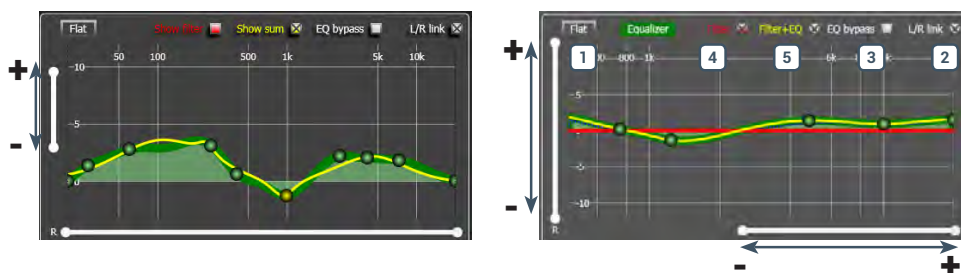 Flat Show filter Show sum EQ bypass L/R link
50 100 500 1k 5k 10k
+
-
10
5
0
R
Flat Equalizer Filter Filter+EQ EQ bypass L/R link
+
1 800 1k 4 5 6k 3 2
5
-5
-10
-
R
- +